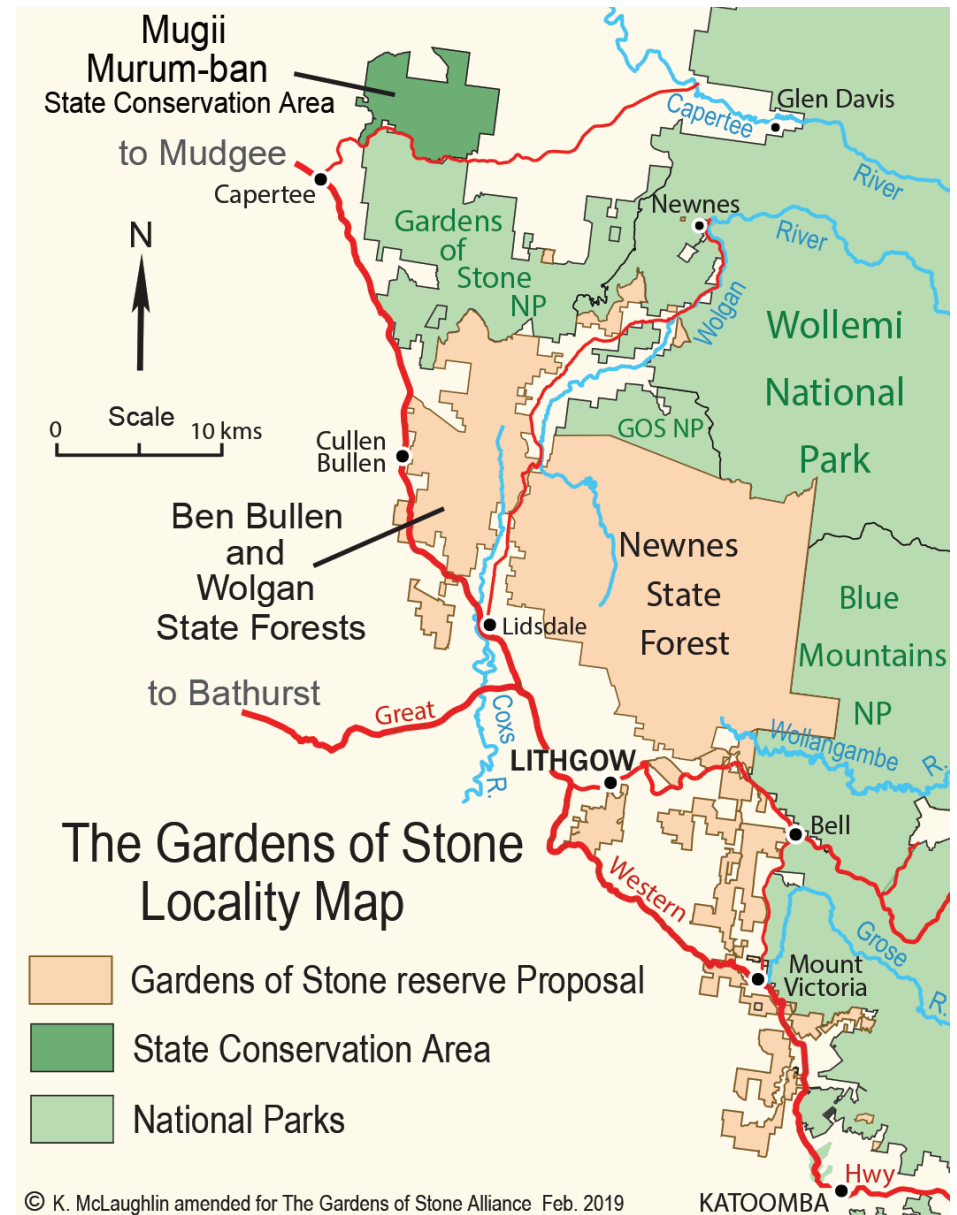 Mugii
Murum-ban
State Conservation Area
Glen Davis
Capertee
River
to Mudgee
Capertee
Newnes
River
Gardens
of
Stone
NP
N
Wolgan
Wollemi
National
Park
Scale
0
10 kms
GOS NP
Cullen
Bullen
Ben Bullen
and
Wolgan
State Forests
Newnes
State
Forest
Blue
Mountains
NP
Lidsdale
to Bathurst
Great
Coxs
R.
Wollangambe
R.
LITHGOW
Bell
The Gardens of Stone
Locality Map
Western
Grose
R.
Mount
Victoria
Gardens of Stone reserve Proposal
State Conservation Area
National Parks
Hwy
KATOOMBA
© K. McLaughlin amended for The Gardens of Stone Alliance Feb. 2019